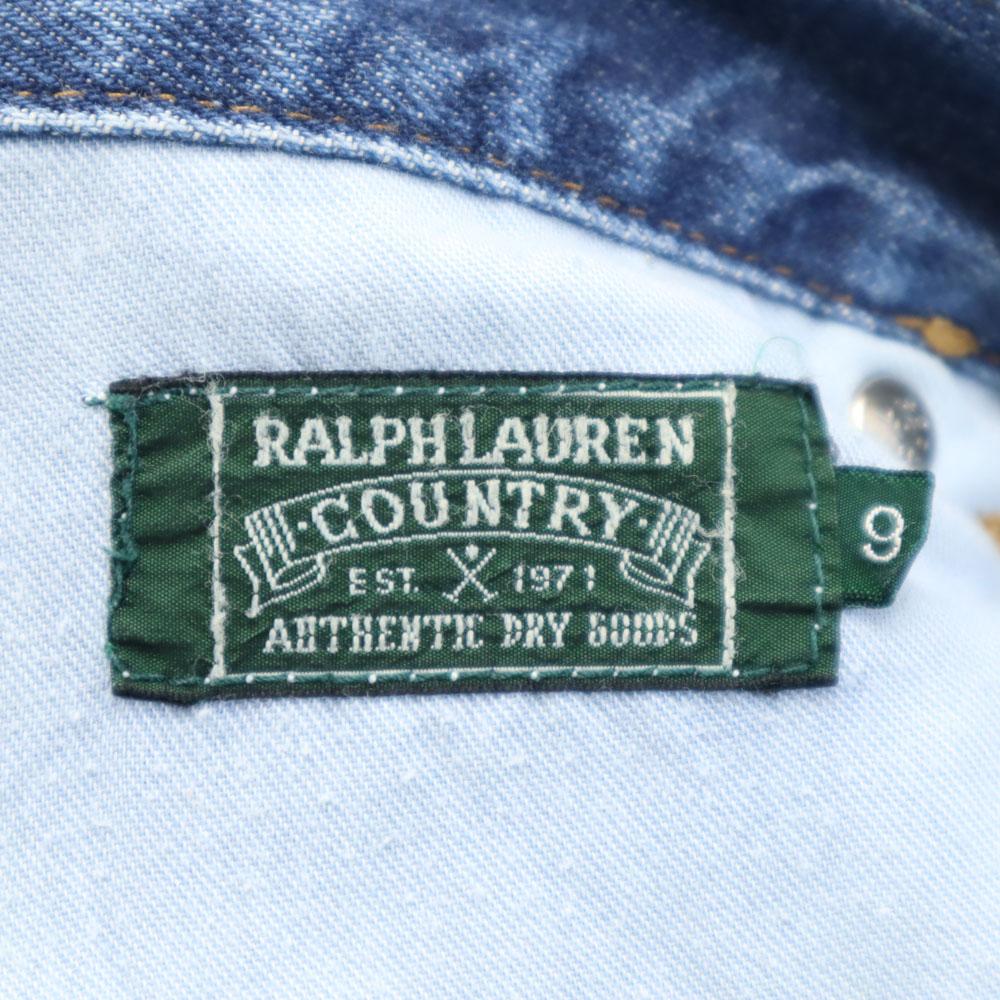 RALPH LAUREN
·COUNTRY·
EST. 1971
AUTHENTIC DRY GOODS
9